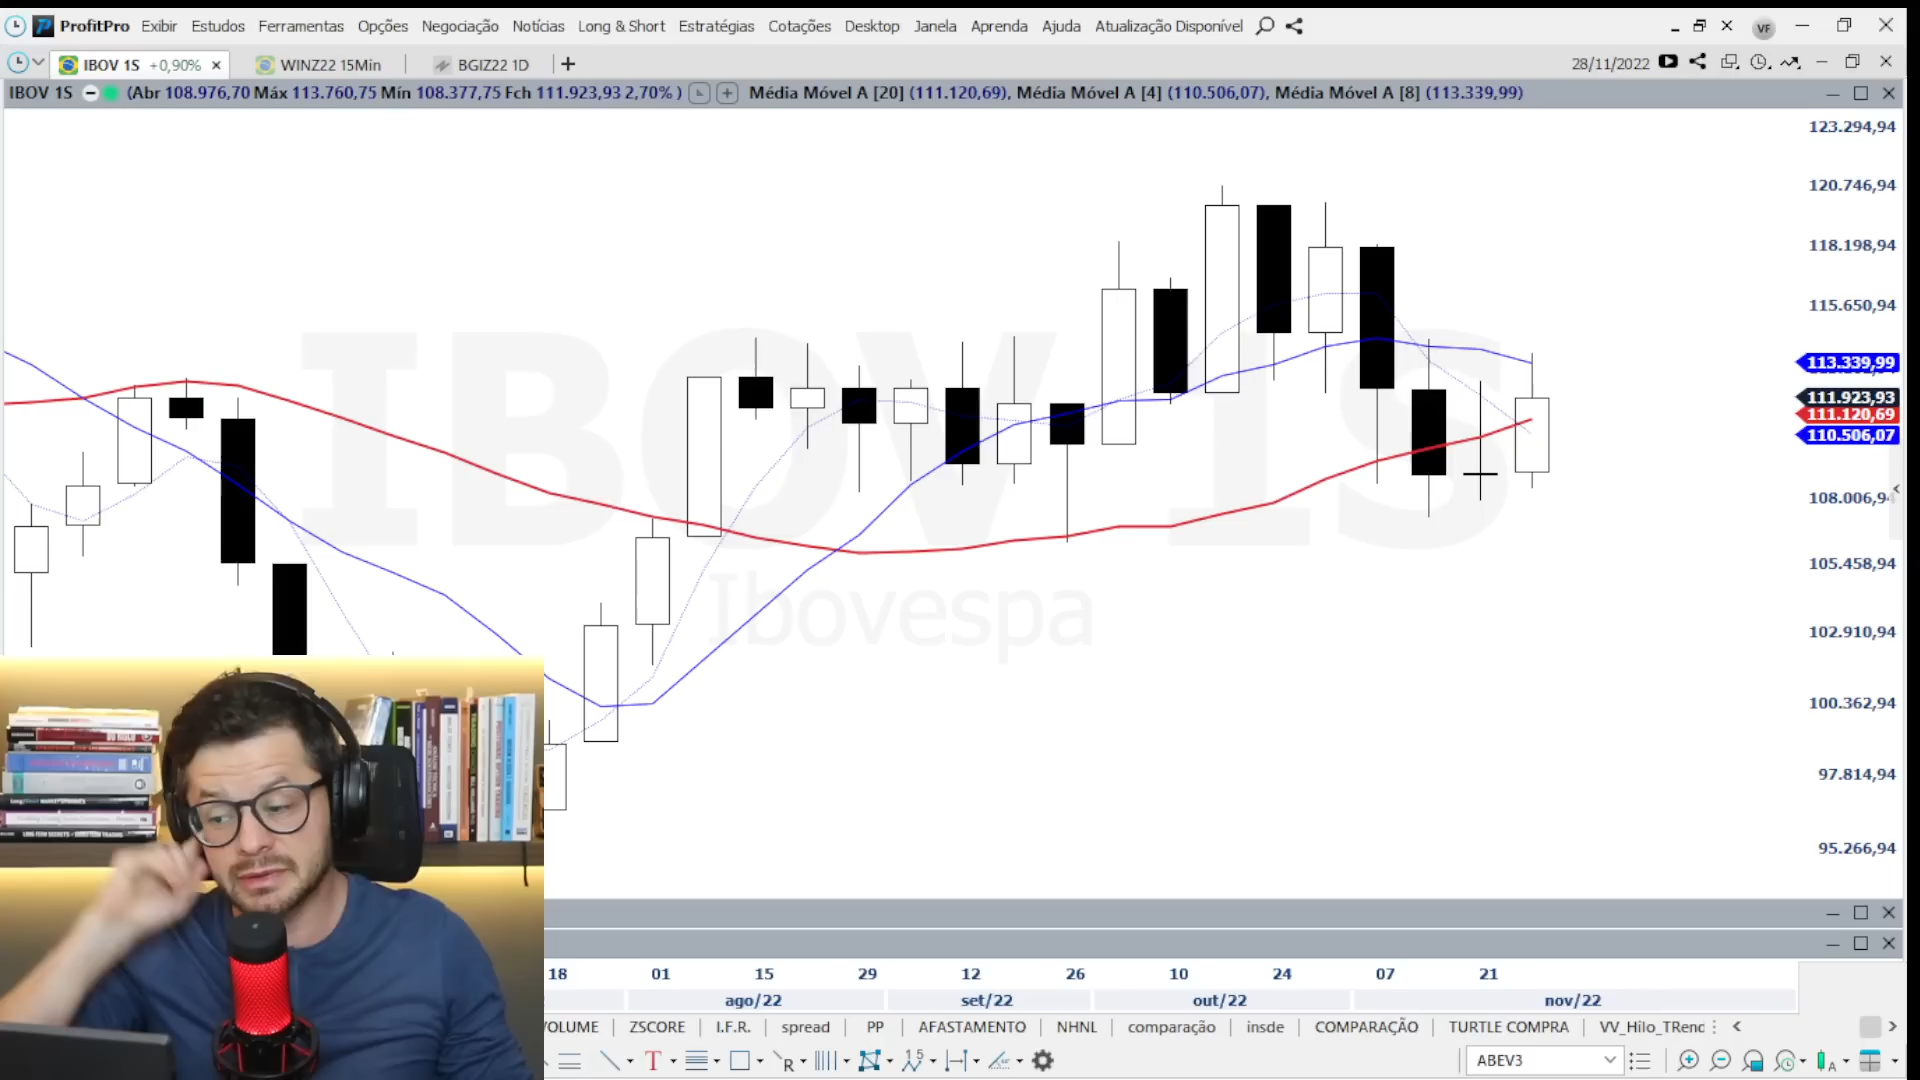 ProfitPro Exibir Estudos Ferramentas Opções Negociação Notícias Long & Short Estratégias Cotações Desktop Janela Aprenda Ajuda Atualização Disponível VF
IBOV 1S +0,90% × WINZ22 15Min BGIZ22 1D + 28/11/2022
IBOV 1S (Abr 108.976,70 Máx 113.760,75 Mín 108.377,75 Fch 111.923,93 2,70% ) Média Móvel A [20] (111.120,69), Média Móvel A [4] (110.506,07), Média Móvel A [8] (113.339,99)
123.294,94
120.746,94
118.198,94
115.650,94
113.339,99
111.923,93
111.120,69
110.506,07
108.006,94
105.458,94
102.910,94
100.362,94
97.814,94
95.266,94
IBOV 1S
Ibovespa
18 01 15 29 12 26 10 24 07 21
ago/22 set/22 out/22 nov/22
VOLUME ZSCORE I.F.R. spread PP AFASTAMENTO NHNL comparação insde COMPARAÇÃO TURTLE COMPRA VV_Hilo_TRend
ABEV3